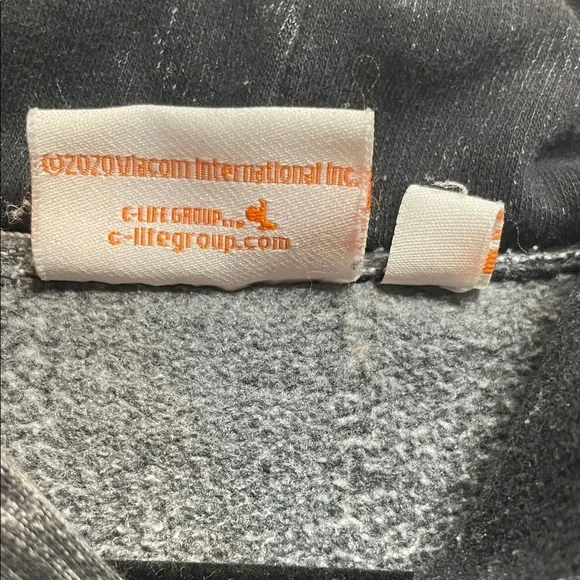 ©2020 Viacom International Inc.
C-LIFE GROUP LTD
c-lifegroup.com